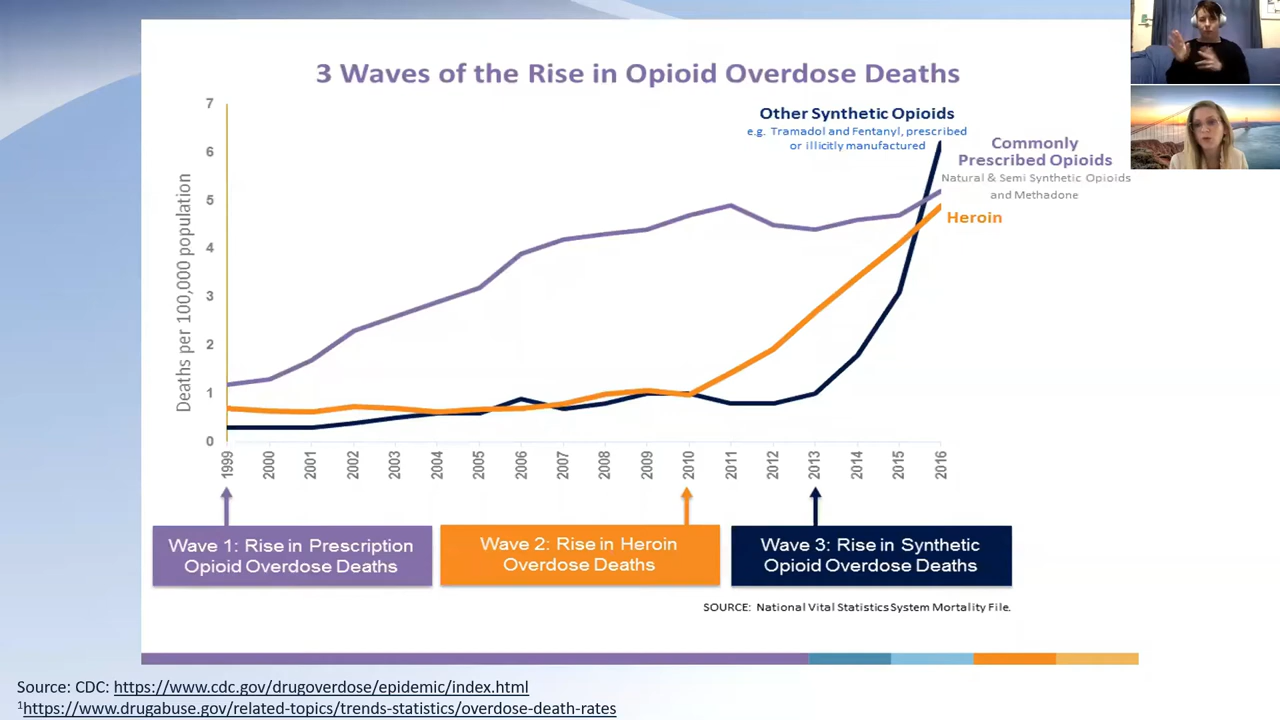 3 Waves of the Rise in Opioid Overdose Deaths
7
6
5
4
3
2
1
0
Deaths per 100,000 population
Other Synthetic Opioids
e.g. Tramadol and Fentanyl, prescribed
or illicitly manufactured
Commonly
Prescribed Opioids
Natural & Semi Synthetic Opioids
and Methadone
Heroin
1999 2000 2001 2002 2003 2004 2005 2006 2007 2008 2009 2010 2011 2012 2013 2014 2015 2016
Wave 1: Rise in Prescription
Opioid Overdose Deaths
Wave 2: Rise in Heroin
Overdose Deaths
Wave 3: Rise in Synthetic
Opioid Overdose Deaths
SOURCE: National Vital Statistics System Mortality File.
Source: CDC: https://www.cdc.gov/drugoverdose/epidemic/index.html
1https://www.drugabuse.gov/related-topics/trends-statistics/overdose-death-rates